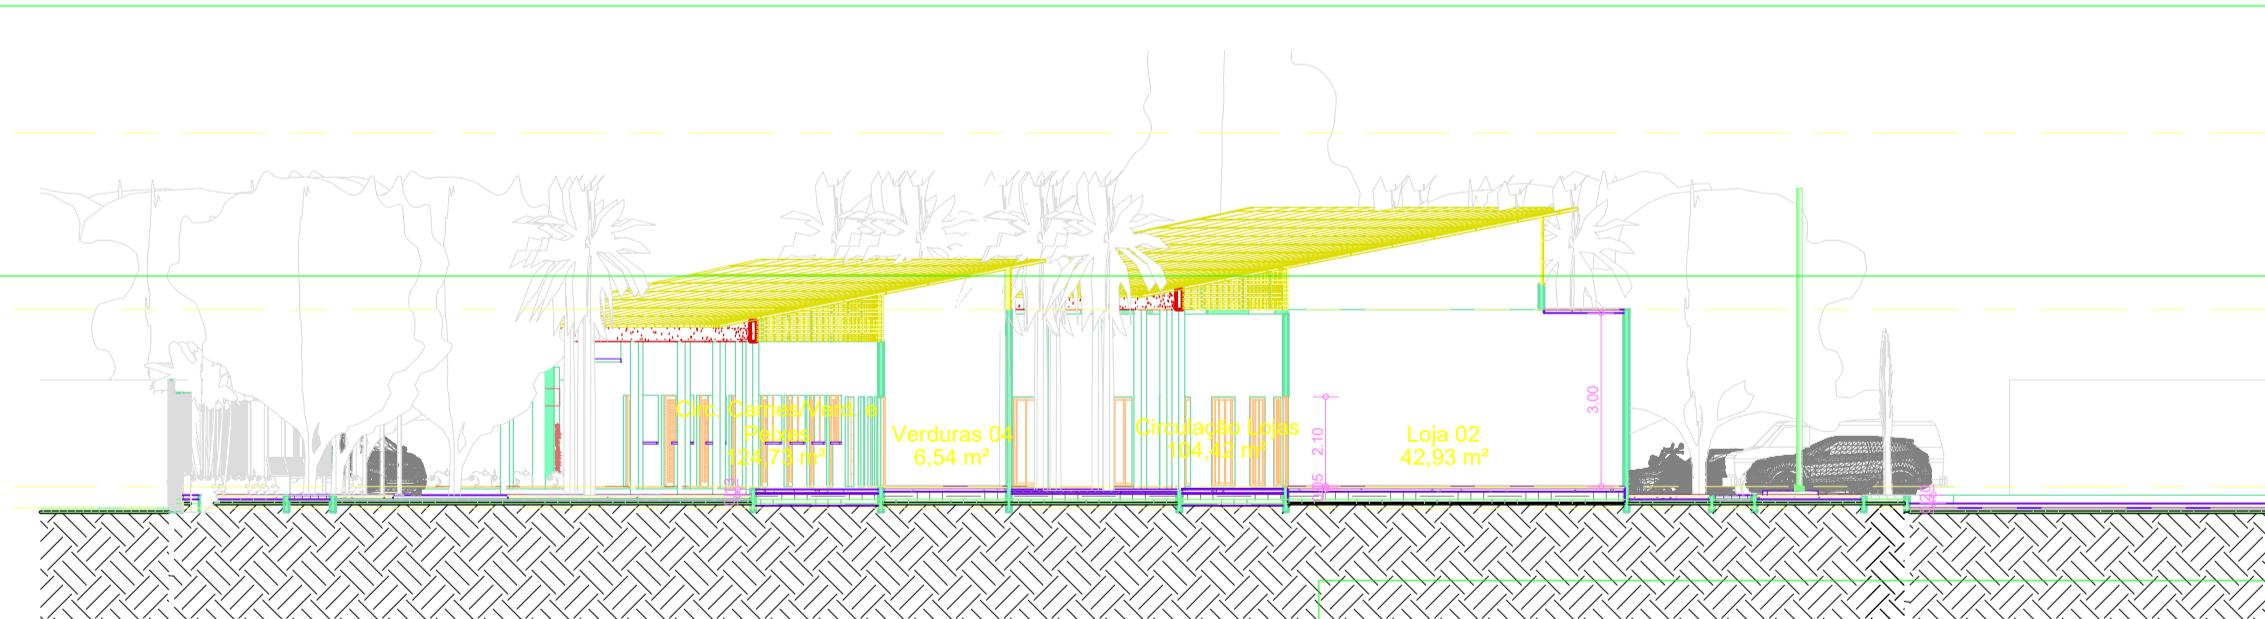 Circ. Carnes/Verd. e
Peixes
124,73 m²
Verduras 04
6,54 m²
Circulação Lojas
104,42 m²
Loja 02
42,93 m²
2.10
3.00